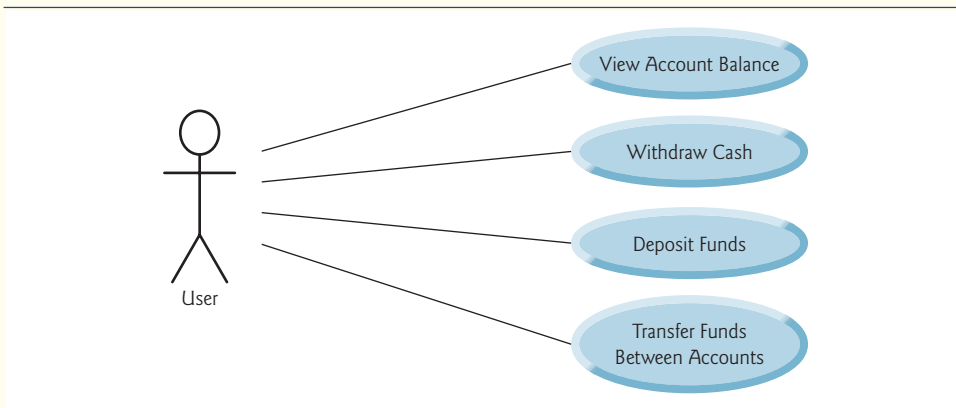 View Account Balance
Withdraw Cash
Deposit Funds
Transfer Funds
Between Accounts
User